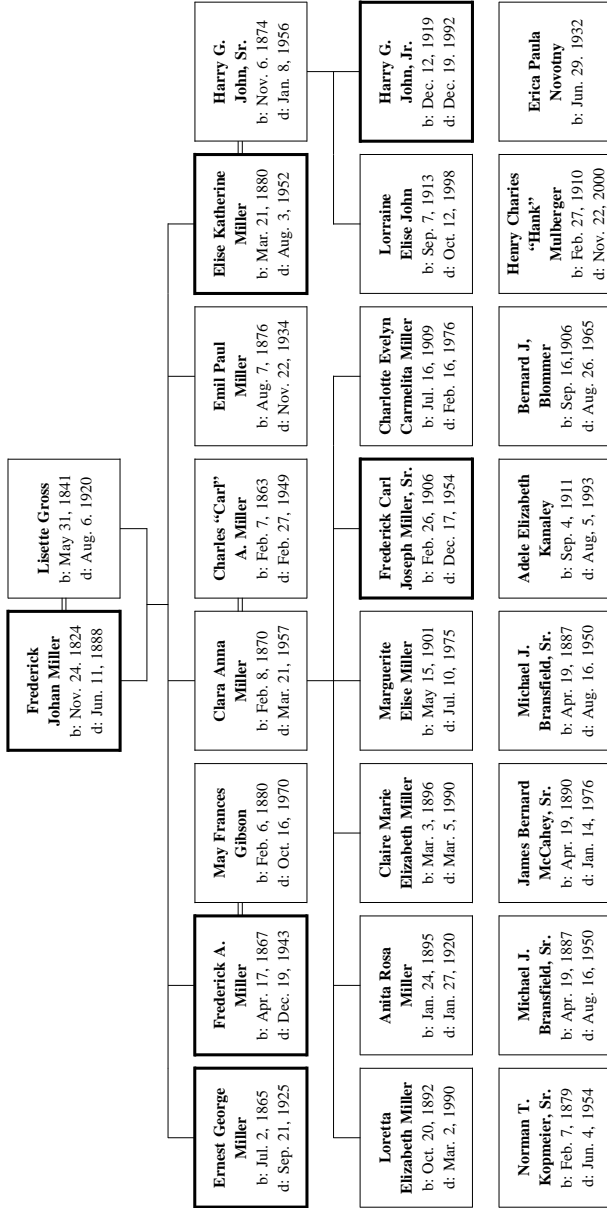 Frederick
Johan Miller
b: Nov. 24. 1824
d: Jun. 11, 1888
Lisette Gross
b: May 31, 1841
d: Aug. 6, 1920
Ernest George
Miller
b: Jul. 2, 1865
d: Sep. 21, 1925
Frederick A.
Miller
b: Apr. 17, 1867
d: Dec. 19, 1943
May Frances
Gibson
b: Feb. 6, 1880
d: Oct. 16, 1970
Clara Anna
Miller
b: Feb. 8, 1870
d: Mar. 21, 1957
Charles “Carl”
A. Miller
b: Feb. 7, 1863
d: Feb. 27, 1949
Emil Paul
Miller
b: Aug. 7, 1876
d: Nov. 22, 1934
Elise Katherine
Miller
b: Mar. 21, 1880
d: Aug. 3, 1952
Harry G.
John, Sr.
b: Nov. 6. 1874
d: Jan. 8, 1956
Loretta
Elizabeth Miller
b: Oct. 20, 1892
d: Mar. 2, 1990
Anita Rosa
Miller
b: Jan. 24, 1895
d: Jan. 27, 1920
Claire Marie
Elizabeth Miller
b: Mar. 3, 1896
d: Mar. 5, 1990
Marguerite
Elise Miller
b: May 15, 1901
d: Jul. 10, 1975
Frederick Carl
Joseph Miller, Sr.
b: Feb. 26, 1906
d: Dec. 17, 1954
Charlotte Evelyn
Carmelita Miller
b: Jul. 16, 1909
d: Feb. 16, 1976
Lorraine
Elise John
b: Sep. 7, 1913
d: Oct. 12, 1998
Harry G.
John, Jr.
b: Dec. 12, 1919
d: Dec. 19. 1992
Norman T.
Kopmeier, Sr.
b: Feb. 7, 1879
d: Jun. 4, 1954
Michael J.
Bransfield, Sr.
b: Apr. 19, 1887
d: Aug. 16, 1950
James Bernard
McCahey, Sr.
b: Apr. 19, 1890
d: Jan. 14, 1976
Michael J.
Bransfield, Sr.
b: Apr. 19, 1887
d: Aug. 16. 1950
Adele Elizabeth
Kanaley
b: Sep. 4, 1911
d: Aug, 5, 1993
Bernard J,
Blommer
b: Sep. 16,1906
d: Aug. 26. 1965
Henry Charies
“Hank”
Mulberger
b: Feb. 27, 1910
d: Nov. 22, 2000
Erica Paula
Novotny
b: Jun. 29. 1932